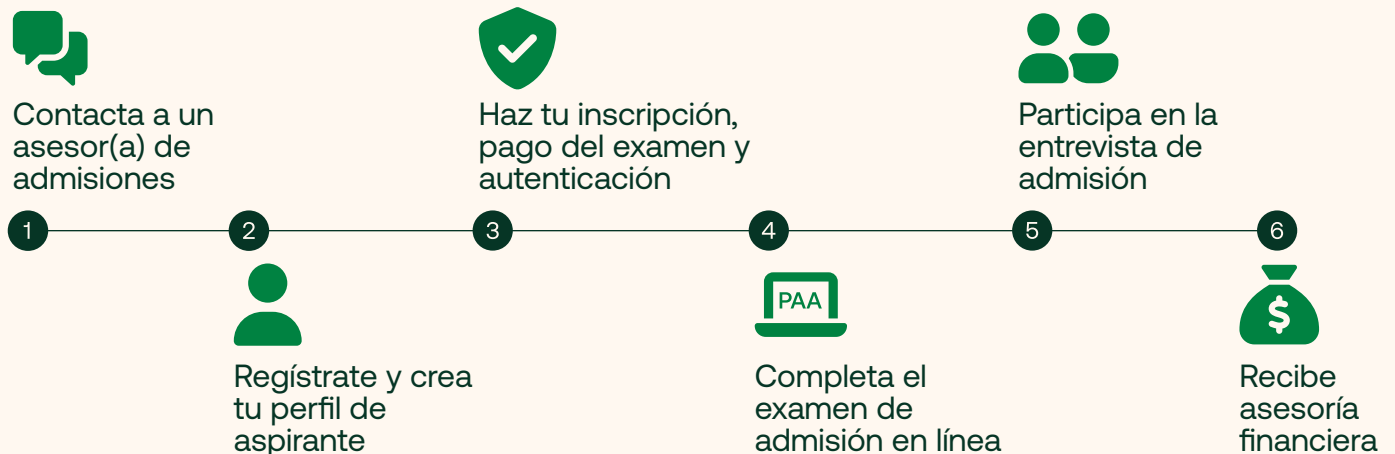 Contacta a un
asesor(a) de
admisiones
1
2
Regístrate y crea
tu perfil de
aspirante
Haz tu inscripción,
pago del examen y
autenticación
3
4
PAA
Completa el
examen de
admisión en línea
Participa en la
entrevista de
admisión
5
6
$
Recibe
asesoría
financiera